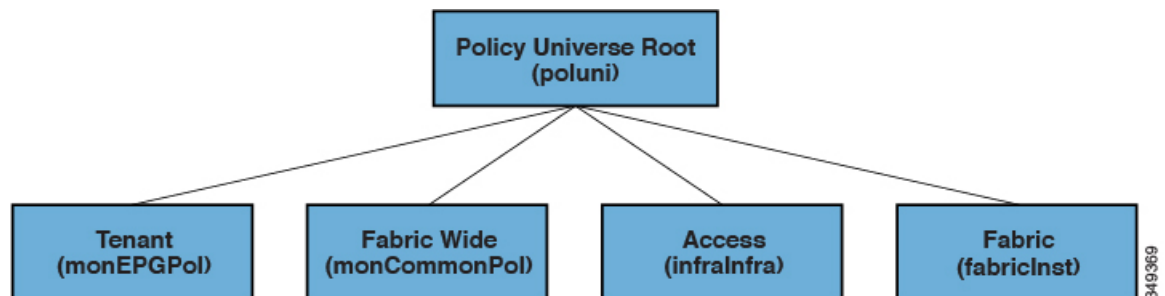 Policy Universe Root
(poluni)
Tenant
(monEPGPol)
Fabric Wide
(monCommonPol)
Access
(infraInfra)
Fabric
(fabricInst)
349369